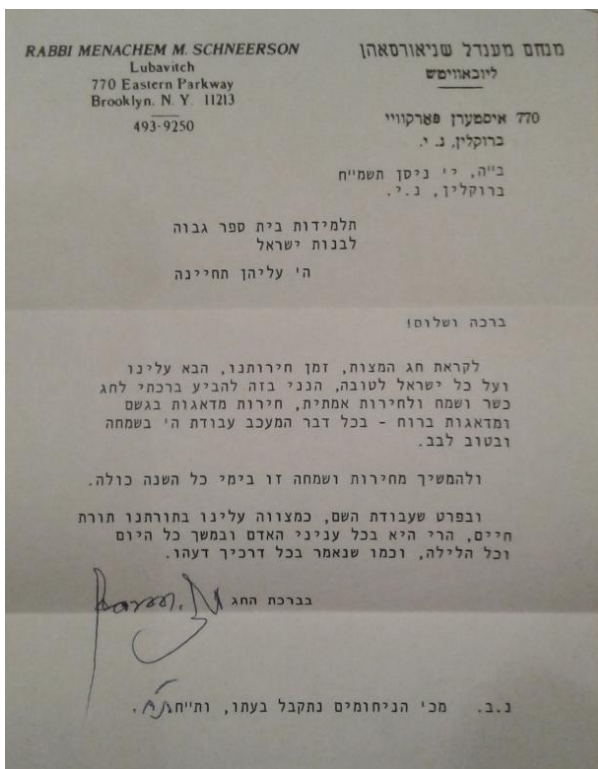 RABBI MENACHEM M. SCHNEERSON
Lubavitch
770 Eastern Parkway
Brooklyn, N. Y. 11213
493-9250
מנחם מענדל שניאורסאהן
ליובאוויטש
770 איסטערן פארקוויי
ברוקלין, נ. י.
ב"ה, י' ניסן תשמ"ח
ברוקלין, נ.י.
תלמידות בית ספר גבוה
לבנות ישראל
ה' עליהן תחיינה
ברכה ושלום!
לקראת חג המצות, זמן חירותנו, הבא עלינו
ועל כל ישראל לטובה, הנני בזה להביע ברכתי לחג
כשר ושמח ולחירות אמתית, חירות מדאגות בגשם
ומדאגות ברוח - בכל דבר המעכב עבודת ה' בשמחה
ובטוב לבב.
ולהמשיך מחירות ושמחה זו בימי כל השנה כולה.
ובפרט שעבודת השם, כמצווה עלינו בתורתנו תורת
חיים, הרי היא בכל עניני האדם ובמשך כל היום
וכל הלילה, וכמו שנאמר בכל דרכיך דעהו.
בברכת החג
נ.ב. מכ' הניחומים נתקבל בעתו, ותי"ח